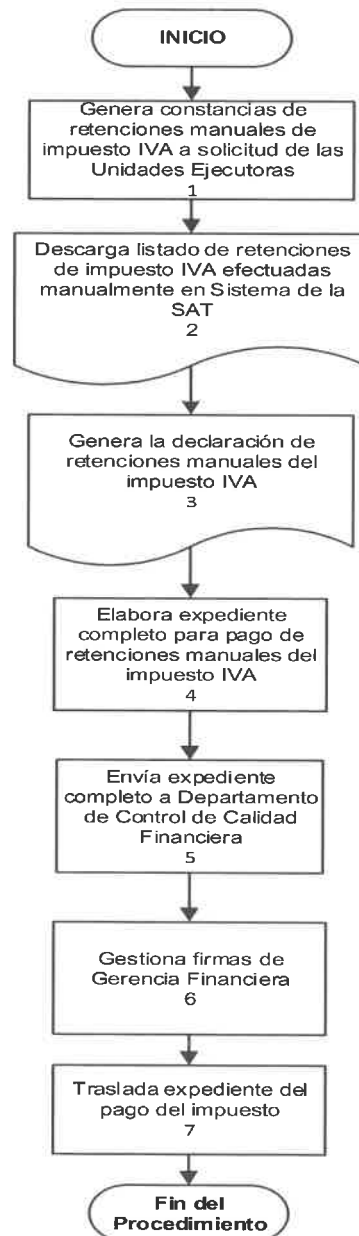 INICIO
Genera constancias de
retenciones manuales de
impuesto IVA a solicitud de las
Unidades Ejecutoras
1
Descarga listado de retenciones
de impuesto IVA efectuadas
manualmente en Sistema de la
SAT
2
Genera la declaración de
retenciones manuales del
impuesto IVA
3
Elabora expediente
completo para pago de
retenciones manuales del
impuesto IVA
4
Envía expediente
completo a Departamento
de Control de Calidad
Financiera
5
Gestiona firmas de
Gerencia Financiera
6
Traslada expediente del
pago del impuesto
7
Fin del
Procedimiento